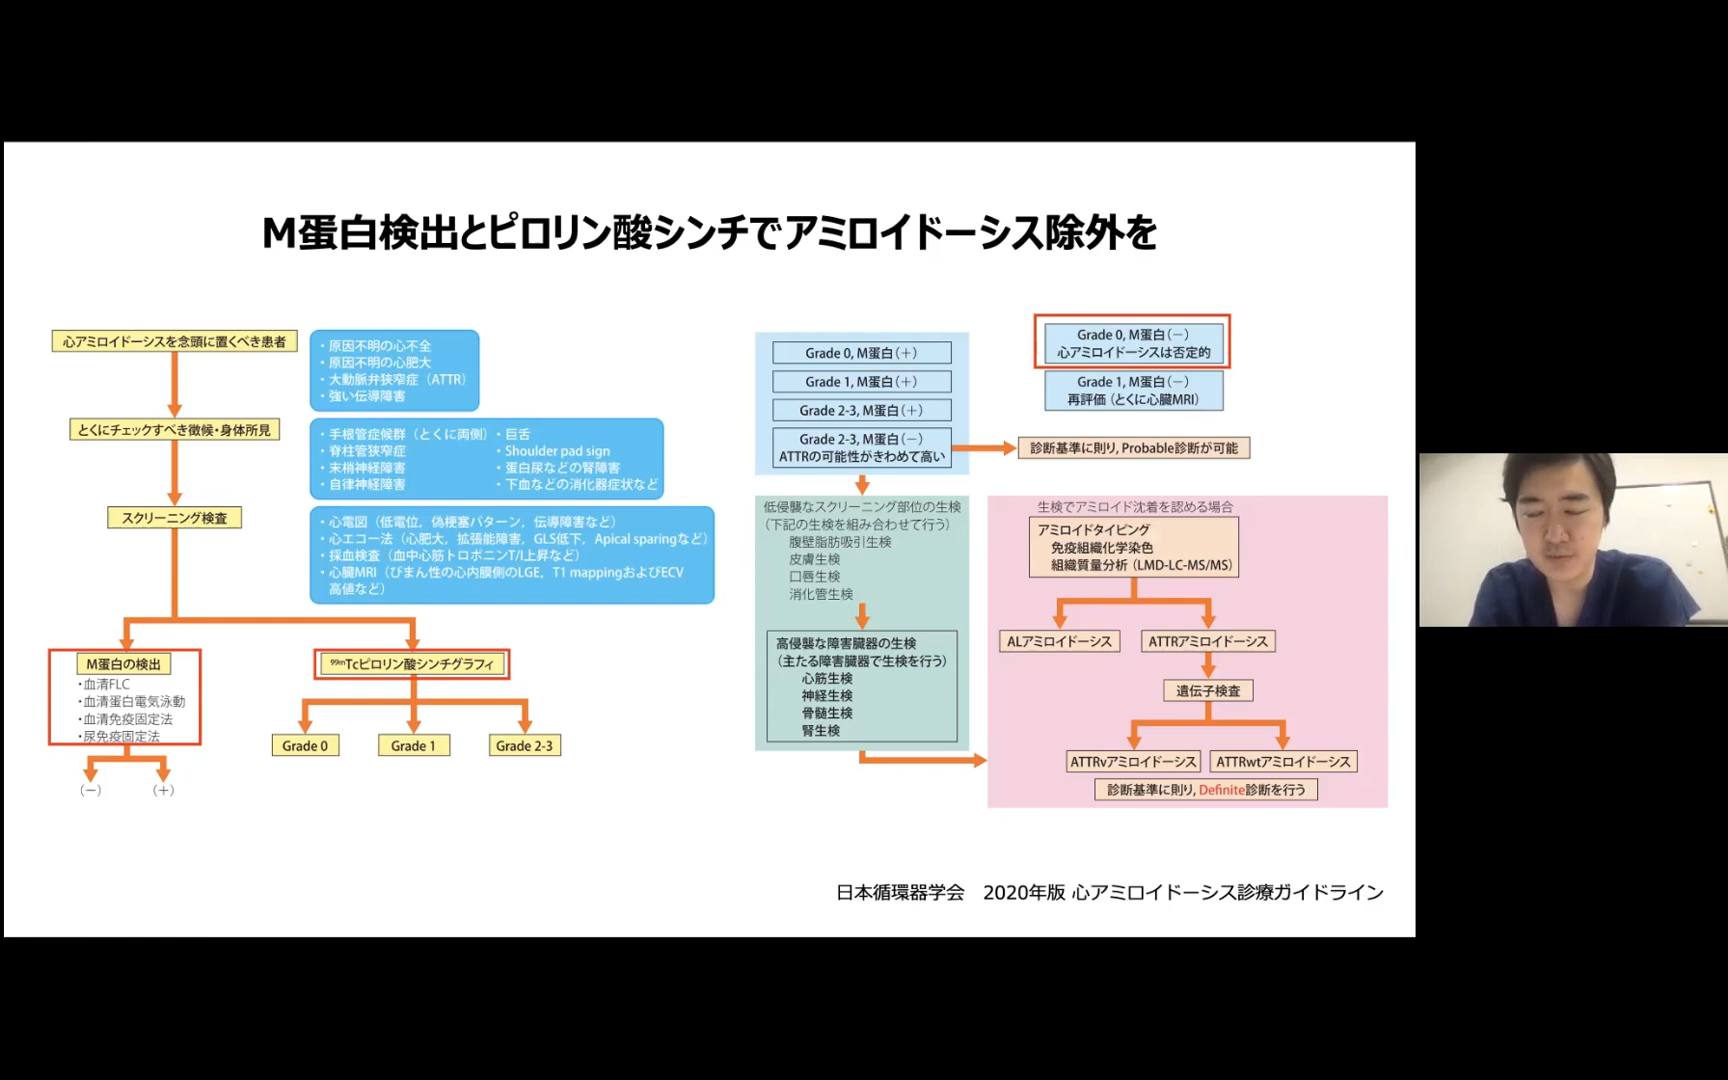 M蛋白検出とピロリン酸シンチでアミロイドーシス除外を
心アミロイドーシスを念頭に置くべき患者
・原因不明の心不全
・原因不明の心肥大
・大動脈弁狭窄症（ATTR）
・強い伝導障害
とくにチェックすべき徴候・身体所見
・手根管症候群（とくに両側）
・脊柱管狭窄症
・末梢神経障害
・自律神経障害
・巨舌
・Shoulder pad sign
・蛋白尿などの腎障害
・下血などの消化器症状など
スクリーニング検査
・心電図（低電位，偽梗塞パターン，伝導障害など）
・心エコー法（心肥大，拡張能障害，GLS低下，Apical sparingなど）
・採血検査（血中心筋トロポニンT/I上昇など）
・心臓MRI（びまん性の心内膜側のLGE，T1 mappingおよびECV
高値など）
M蛋白の検出
・血清FLC
・血清蛋白電気泳動
・血清免疫固定法
・尿免疫固定法
（－）
（＋）
99mTcピロリン酸シンチグラフィ
Grade 0
Grade 1
Grade 2-3
Grade 0, M蛋白（＋）
Grade 1, M蛋白（＋）
Grade 2-3, M蛋白（＋）
Grade 2-3, M蛋白（－）
ATTRの可能性がきわめて高い
Grade 0, M蛋白（－）
心アミロイドーシスは否定的
Grade 1, M蛋白（－）
再評価（とくに心臓MRI）
診断基準に則り, Probable診断が可能
低侵襲なスクリーニング部位の生検
（下記の生検を組み合わせて行う）
腹壁脂肪吸引生検
皮膚生検
口唇生検
消化管生検
高侵襲な障害臓器の生検
（主たる障害臓器で生検を行う）
心筋生検
神経生検
骨髄生検
腎生検
生検でアミロイド沈着を認める場合
アミロイドタイピング
免疫組織化学染色
組織質量分析（LMD-LC-MS/MS）
ALアミロイドーシス
ATTRアミロイドーシス
遺伝子検査
ATTRvアミロイドーシス
ATTRwtアミロイドーシス
診断基準に則り, Definite診断を行う
日本循環器学会　2020年版 心アミロイドーシス診療ガイドライン